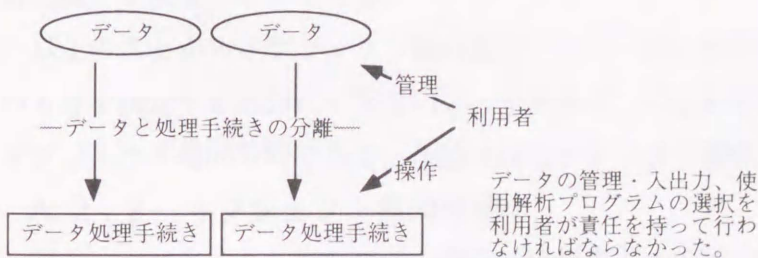 データ データ
管理
利用者
—データと処理手続きの分離—
操作
データの管理・入出力、使
用解析プログラムの選択を
利用者が責任を持って行わ
なければならなかった。
データ処理手続き データ処理手続き